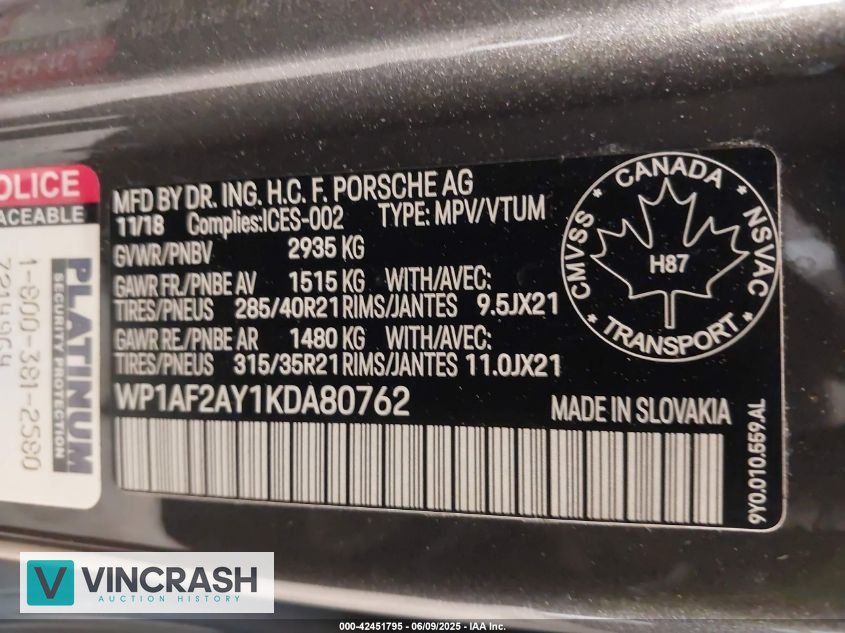 MFD BY DR. ING. H.C. F. PORSCHE AG
11/18 Complies:ICES-002 TYPE: MPV/VTUM
GVWR/PNBV 2935 KG
GAWR FR./PNBE AV 1515 KG WITH/AVEC:
TIRES/PNEUS 285/40R21 RIMS/JANTES 9.5JX21
GAWR RE./PNBE AR 1480 KG WITH/AVEC:
TIRES/PNEUS 315/35R21 RIMS/JANTES 11.0JX21
WP1AF2AY1KDA80762 MADE IN SLOVAKIA
CANADA
CMVSS
NSVAC
H87
TRANSPORT
9Y0.010.559.AL
OLICE
ACEABLE
PLATINUM
SECURITY PROTECTION
1-800-381-2580
7214964
VINCRASH
AUCTION HISTORY
000-42451795 - 06/09/2025 - IAA Inc.